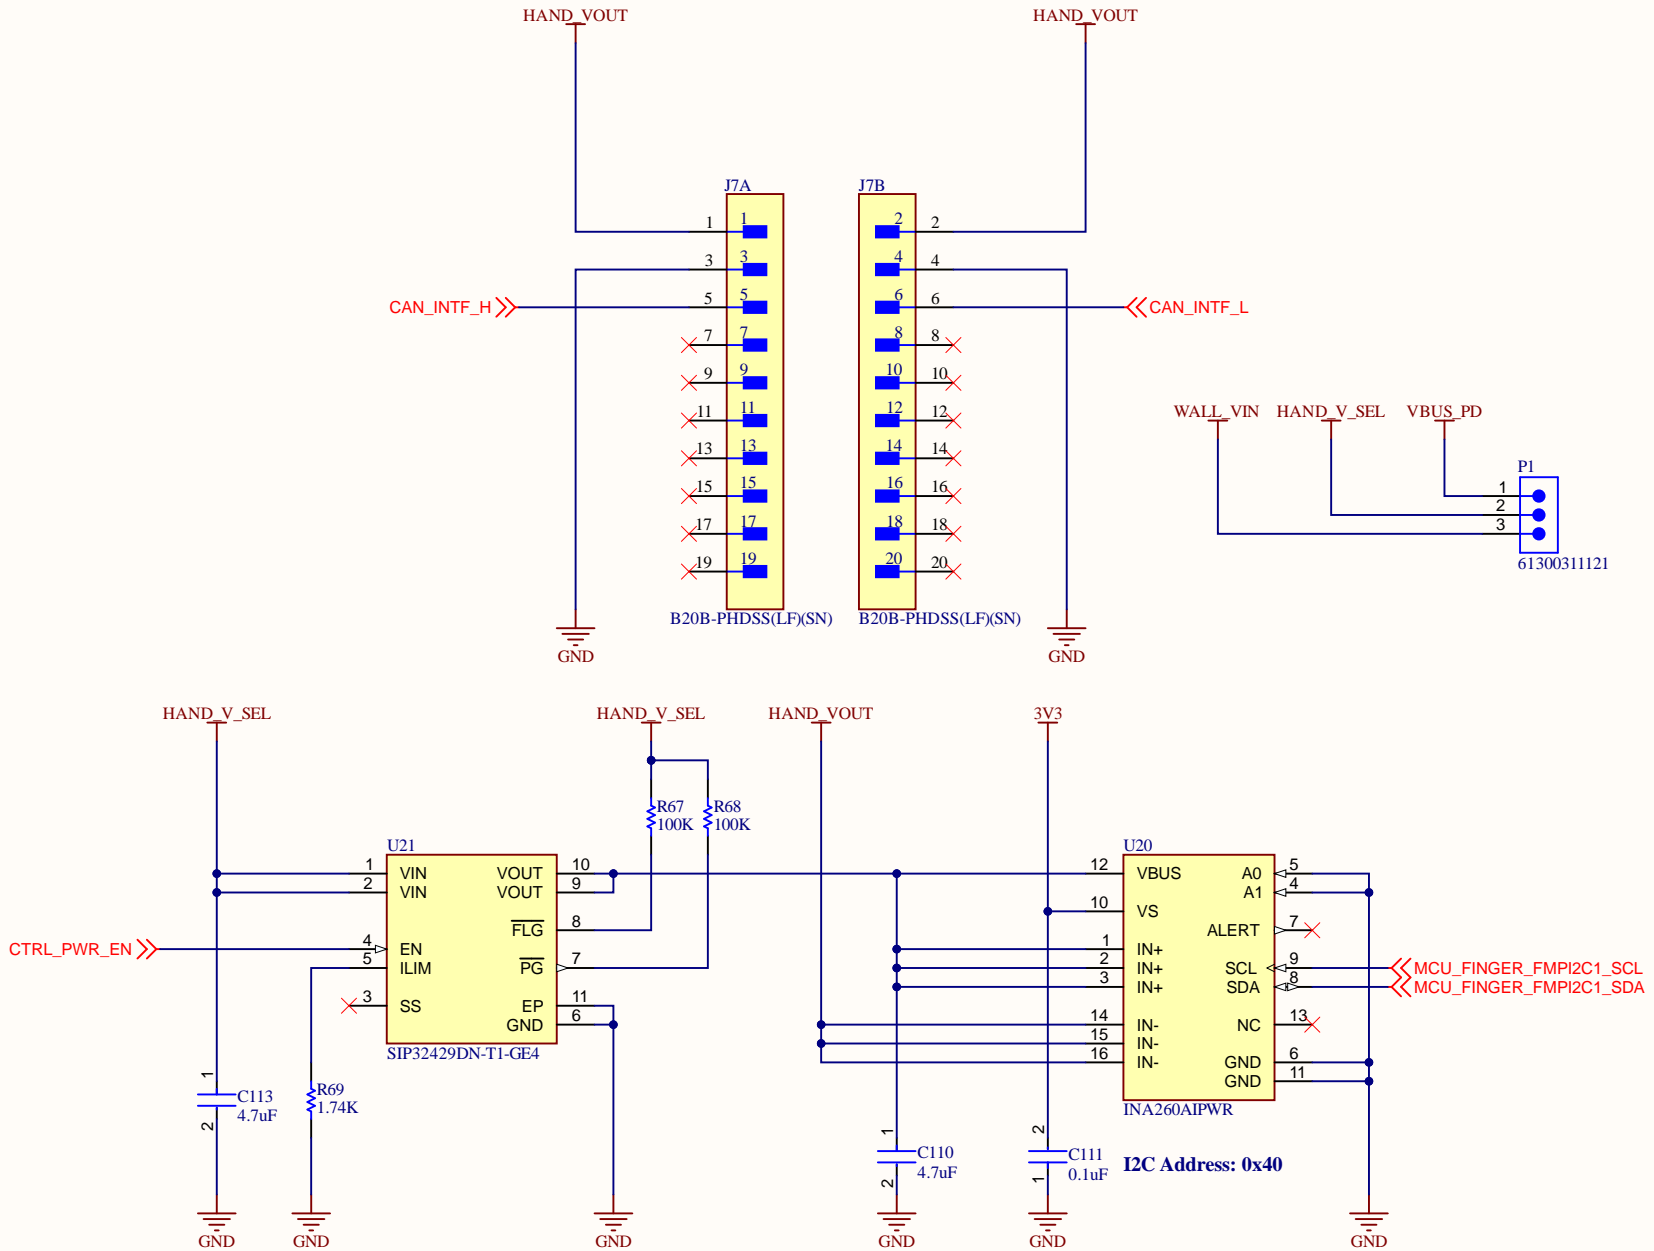 HAND_VOUT
HAND_VOUT
J7A
J7B
1 1
2 2
3 3
4 4
CAN_INTF_H 5 5
6 6 CAN_INTF_L
7 7
8 8
9 9
10 10
11 11
12 12
13 13
14 14
15 15
16 16
17 17
18 18
19 19
20 20
B20B-PHDSS(LF)(SN)
B20B-PHDSS(LF)(SN)
GND
GND
WALL_VIN HAND_V_SEL VBUS_PD
P1
1
2
3
61300311121
HAND_V_SEL
HAND_V_SEL
HAND_VOUT
3V3
R67
100K
R68
100K
U21
1 VIN VOUT 10
2 VIN VOUT 9
FLG 8
CTRL_PWR_EN 4 EN
5 ILIM PG 7
3 SS EP 11
GND 6
SIP32429DN-T1-GE4
1
C113
4.7uF
2
R69
1.74K
GND
GND
GND
U20
12 VBUS A0 5
A1 4
10 VS
ALERT 7
1 IN+
2 IN+ SCL 9 MCU_FINGER_FMPI2C1_SCL
3 IN+ SDA 8 MCU_FINGER_FMPI2C1_SDA
14 IN- NC 13
15 IN-
16 IN- GND 6
GND 11
INA260AIPWR
1
C110
4.7uF
2
2
C111
0.1uF
1
I2C Address: 0x40
GND
GND
GND